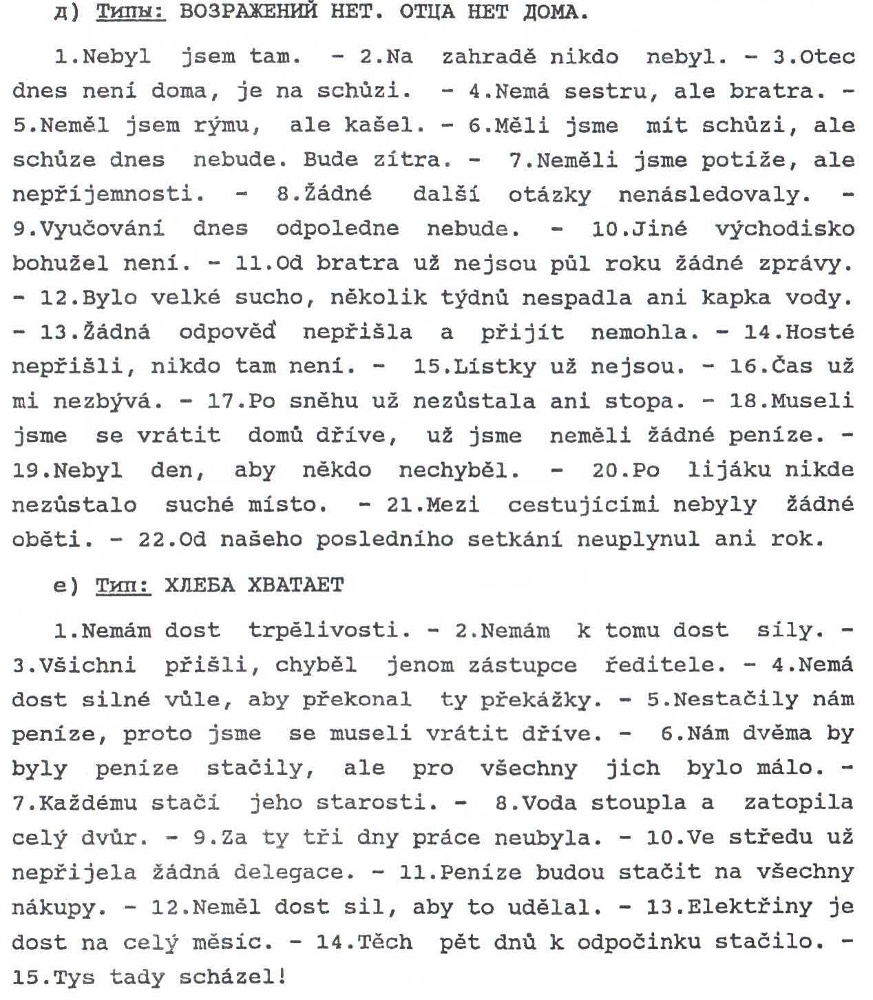 д) Типы: ВОЗРАЖЕНИЙ НЕТ. ОТЦА НЕТ ДОМА.
1.Nebyl jsem tam. - 2.Na zahradě nikdo nebyl. - 3.Otec
dnes není doma, je na schůzi. - 4.Nemá sestru, ale bratra. -
5.Neměl jsem rýmu, ale kašel. - 6.Měli jsme mít schůzi, ale
schůze dnes nebude. Bude zítra. - 7.Neměli jsme potíže, ale
nepříjemnosti. - 8.Žádné další otázky nenásledovaly. -
9.Vyučování dnes odpoledne nebude. - 10.Jiné východisko
bohužel není. - 11.Od bratra už nejsou půl roku žádné zprávy.
- 12.Bylo velké sucho, několik týdnů nespadla ani kapka vody.
- 13.Žádná odpověď nepřišla a přijít nemohla. - 14.Hosté
nepřišli, nikdo tam není. - 15.Lístky už nejsou. - 16.Čas už
mi nezbývá. - 17.Po sněhu už nezůstala ani stopa. - 18.Museli
jsme se vrátit domů dříve, už jsme neměli žádné peníze. -
19.Nebyl den, aby někdo nechyběl. - 20.Po lijáku nikde
nezůstalo suché místo. - 21.Mezi cestujícími nebyly žádné
oběti. - 22.Od našeho posledního setkání neuplynul ani rok.
е) Тип: ХЛЕБА ХВАТАЕТ
1.Nemám dost trpělivosti. - 2.Nemám k tomu dost síly. -
3.Všichni přišli, chyběl jenom zástupce ředitele. - 4.Nemá
dost silné vůle, aby překonal ty překážky. - 5.Nestačily nám
peníze, proto jsme se museli vrátit dříve. - 6.Nám dvěma by
byly peníze stačily, ale pro všechny jich bylo málo. -
7.Každému stačí jeho starosti. - 8.Voda stoupla a zatopila
celý dvůr. - 9.Za ty tři dny práce neubyla. - 10.Ve středu už
nepřijela žádná delegace. - 11.Peníze budou stačit na všechny
nákupy. - 12.Neměl dost sil, aby to udělal. - 13.Elektřiny je
dost na celý měsíc. - 14.Těch pět dnů k odpočinku stačilo. -
15.Tys tady scházel!